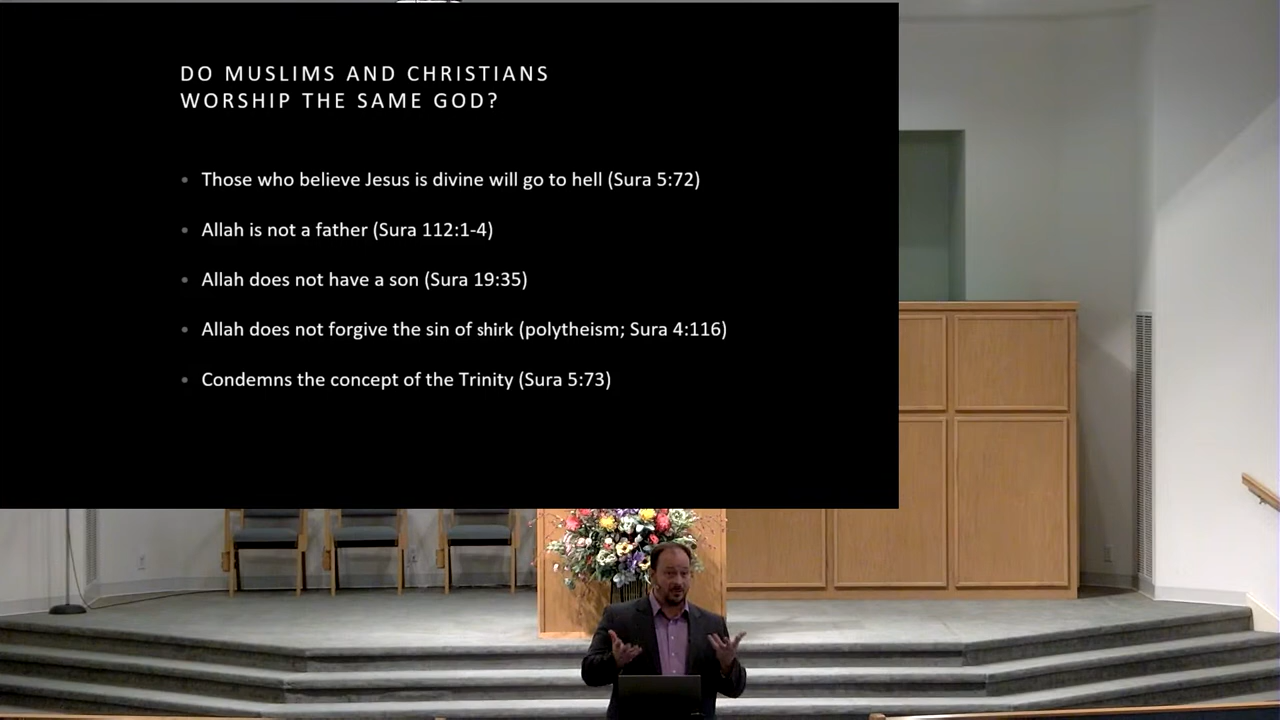 DO MUSLIMS AND CHRISTIANS
WORSHIP THE SAME GOD?
• Those who believe Jesus is divine will go to hell (Sura 5:72)
• Allah is not a father (Sura 112:1-4)
• Allah does not have a son (Sura 19:35)
• Allah does not forgive the sin of shirk (polytheism; Sura 4:116)
• Condemns the concept of the Trinity (Sura 5:73)